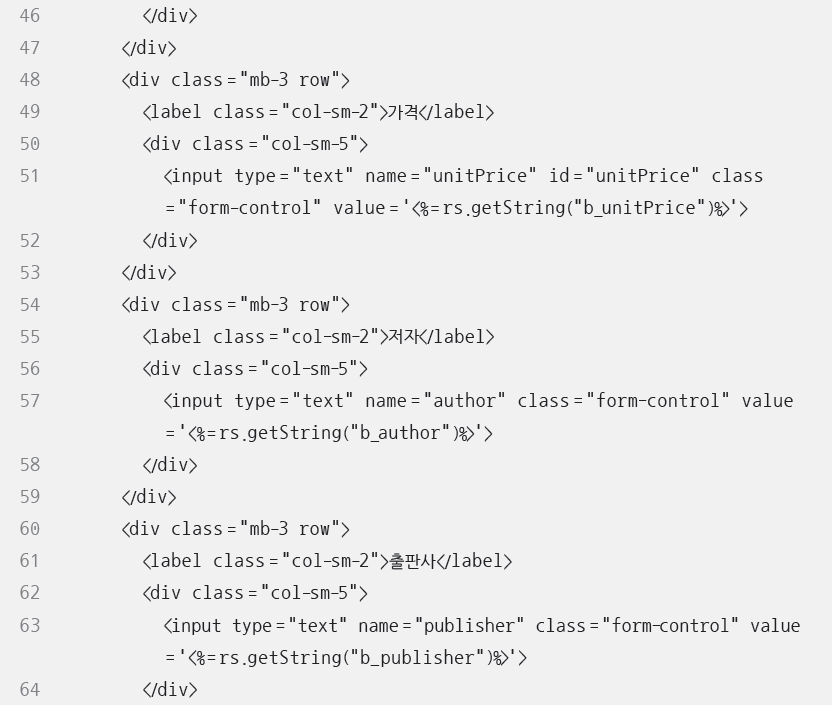 46 </div>
47 </div>
48 <div class="mb-3 row">
49 <label class="col-sm-2">가격</label>
50 <div class="col-sm-5">
51 <input type="text" name="unitPrice" id="unitPrice" class
="form-control" value='<%=rs.getString("b_unitPrice")%>'>
52 </div>
53 </div>
54 <div class="mb-3 row">
55 <label class="col-sm-2">저자</label>
56 <div class="col-sm-5">
57 <input type="text" name="author" class="form-control" value
='<%=rs.getString("b_author")%>'>
58 </div>
59 </div>
60 <div class="mb-3 row">
61 <label class="col-sm-2">출판사</label>
62 <div class="col-sm-5">
63 <input type="text" name="publisher" class="form-control" value
='<%=rs.getString("b_publisher")%>'>
64 </div>